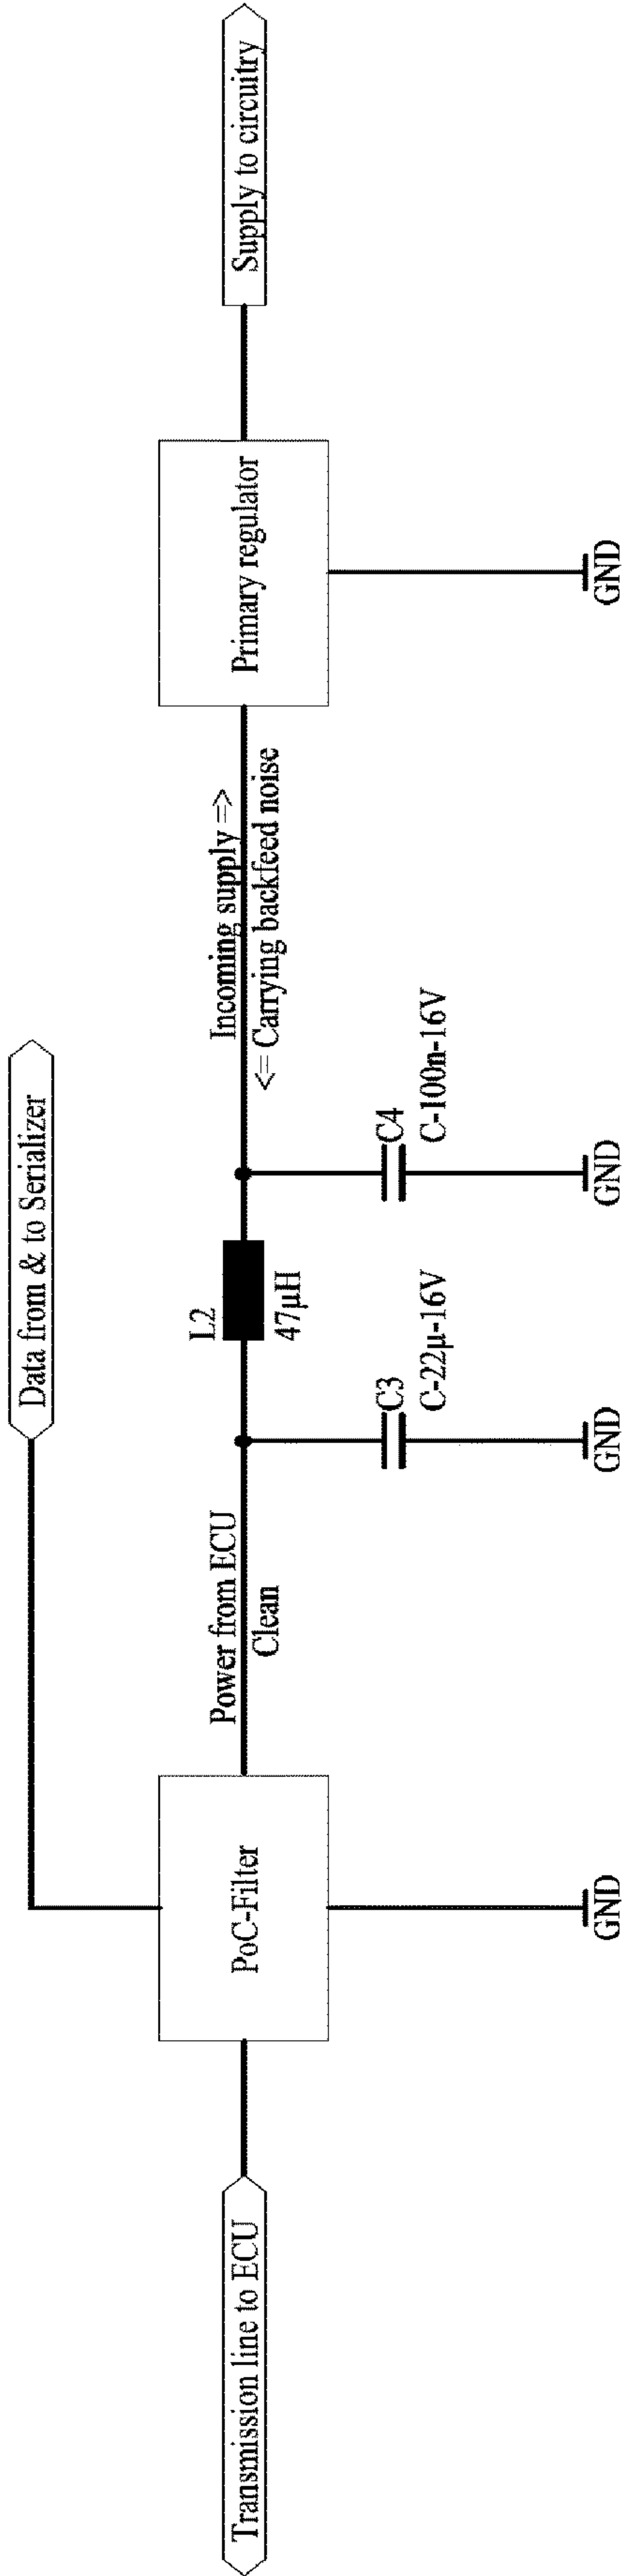 Data from & to Serializer
Transmission line to ECU
PoC-Filter
Power from ECU
Clean
L2
47µH
Incoming supply =>
<= Carrying backfeed noise
Primary regulator
Supply to circuitry
C3
C-22µ-16V
C4
C-100n-16V
GND
GND
GND
GND